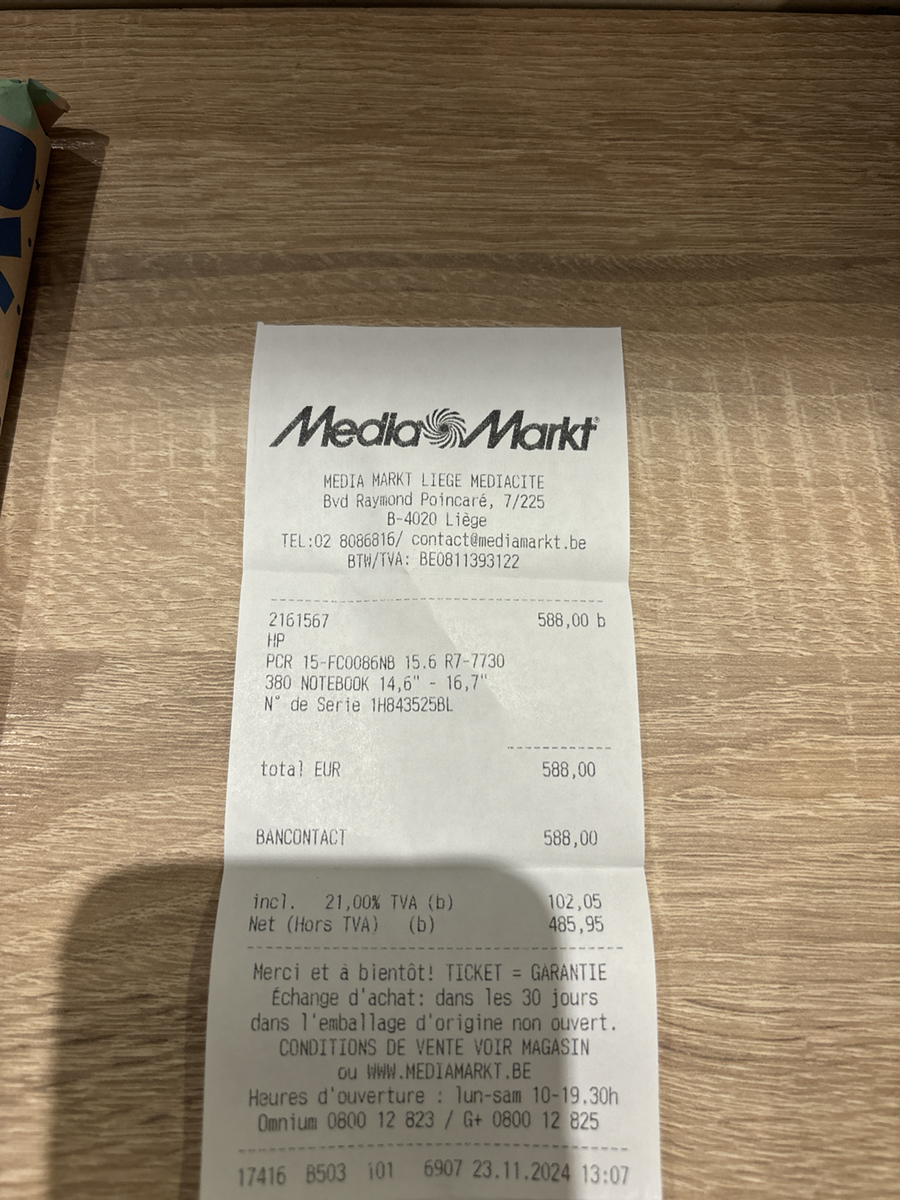 Media Markt®
MEDIA MARKT LIEGE MEDIACITE
Bvd Raymond Poincaré, 7/225
B-4020 Liège
TEL:02 8086816/ contact@mediamarkt.be
BTW/TVA: BE0811393122
2161567 588,00 b
HP
PCR 15-FC0086NB 15.6 R7-7730
380 NOTEBOOK 14,6" - 16,7"
N° de Serie 1H843525BL
total EUR 588,00
BANCONTACT 588,00
incl. 21,00% TVA (b) 102,05
Net (Hors TVA) (b) 485,95
Merci et à bientôt! TICKET = GARANTIE
Échange d'achat: dans les 30 jours
dans l'emballage d'origine non ouvert.
CONDITIONS DE VENTE VOIR MAGASIN
ou WWW.MEDIAMARKT.BE
Heures d'ouverture : lun-sam 10-19.30h
Omnium 0800 12 823 / G+ 0800 12 825
17416 B503 i01 6907 23.11.2024 13:07